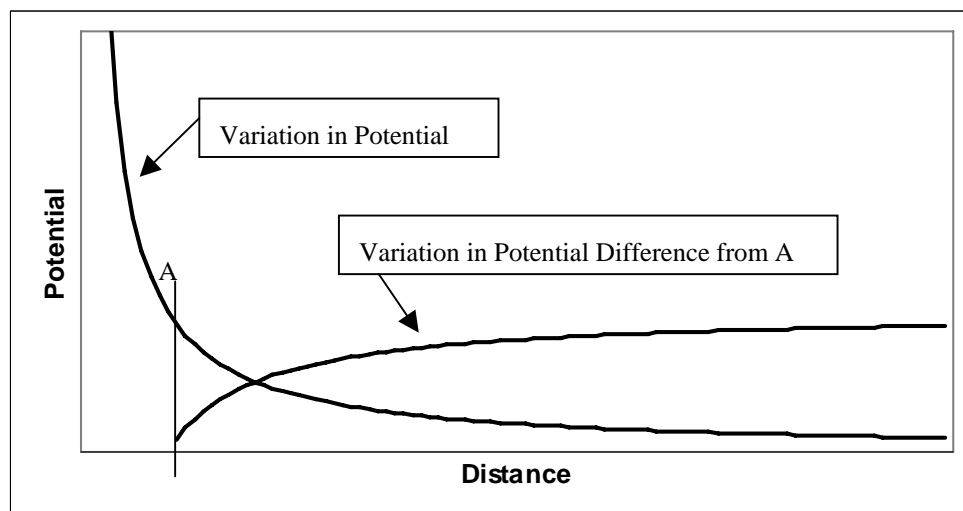 Variation in Potential
Potential
A
Variation in Potential Difference from A
Distance